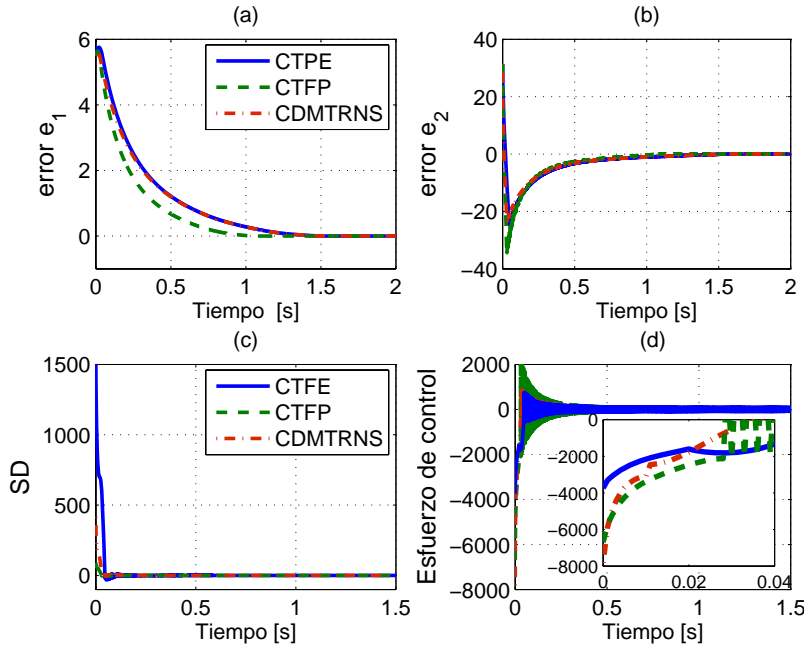 (a)
6
4
2
0
error e1
CTPE
CTFP
CDMTRNS
0 0.5 1 1.5 2
Tiempo [s]
(b)
40
20
0
−20
−40
error e2
0 0.5 1 1.5 2
Tiempo [s]
(c)
1500
1000
500
0
SD
CTFE
CTFP
CDMTRNS
0 0.5 1 1.5
Tiempo [s]
(d)
2000
0
−2000
−4000
−6000
−8000
Esfuerzo de control
0
−2000
−4000
−6000
−8000
0 0.02 0.04
0 0.5 1 1.5
Tiempo [s]